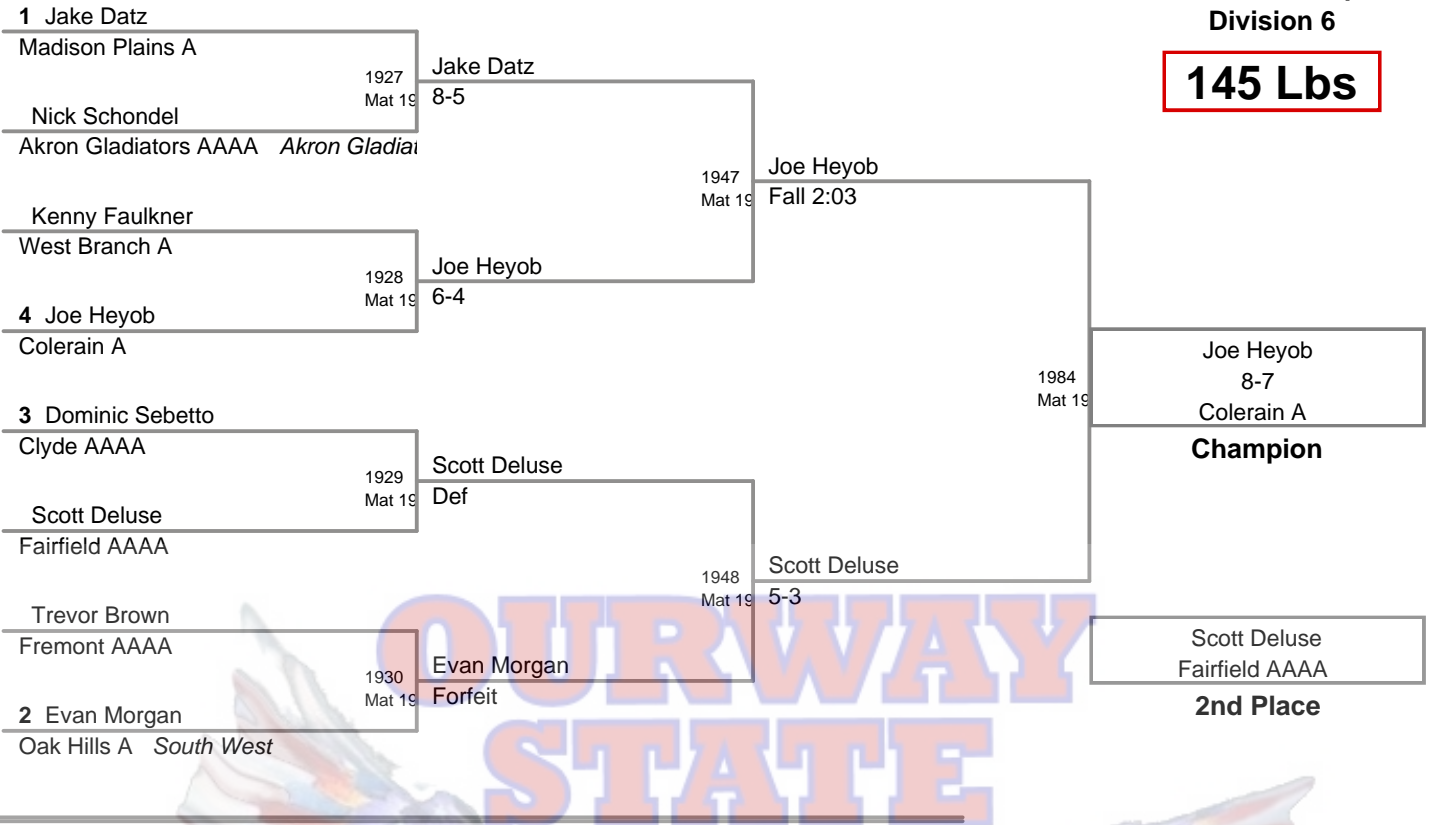 Division 6
145 Lbs
1 Jake Datz
Madison Plains A
1927
Mat 19
Jake Datz
8-5
Nick Schondel
Akron Gladiators AAAA Akron Gladiat
1947
Mat 19
Joe Heyob
Fall 2:03
Kenny Faulkner
West Branch A
1928
Mat 19
Joe Heyob
6-4
4 Joe Heyob
Colerain A
1984
Mat 19
Joe Heyob
8-7
Colerain A
Champion
3 Dominic Sebetto
Clyde AAAA
1929
Mat 19
Scott Deluse
Def
Scott Deluse
Fairfield AAAA
1948
Mat 19
Scott Deluse
5-3
Trevor Brown
Fremont AAAA
1930
Mat 19
Evan Morgan
Forfeit
2 Evan Morgan
Oak Hills A South West
Scott Deluse
Fairfield AAAA
2nd Place
OURWAY
STATE